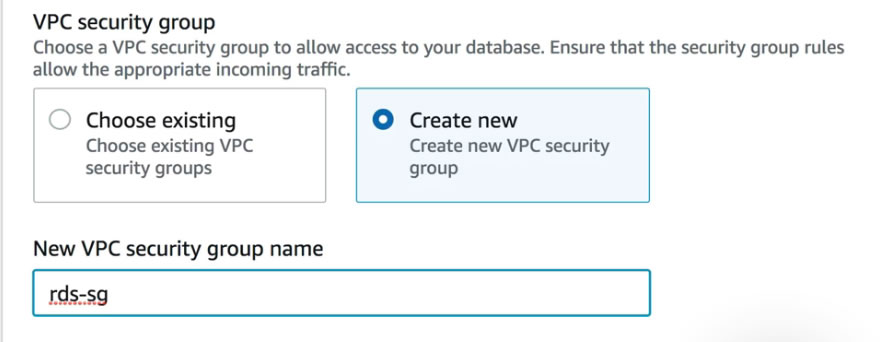 VPC security group
Choose a VPC security group to allow access to your database. Ensure that the security group rules
allow the appropriate incoming traffic.
Choose existing
Choose existing VPC
security groups
Create new
Create new VPC security
group
New VPC security group name
rds-sg